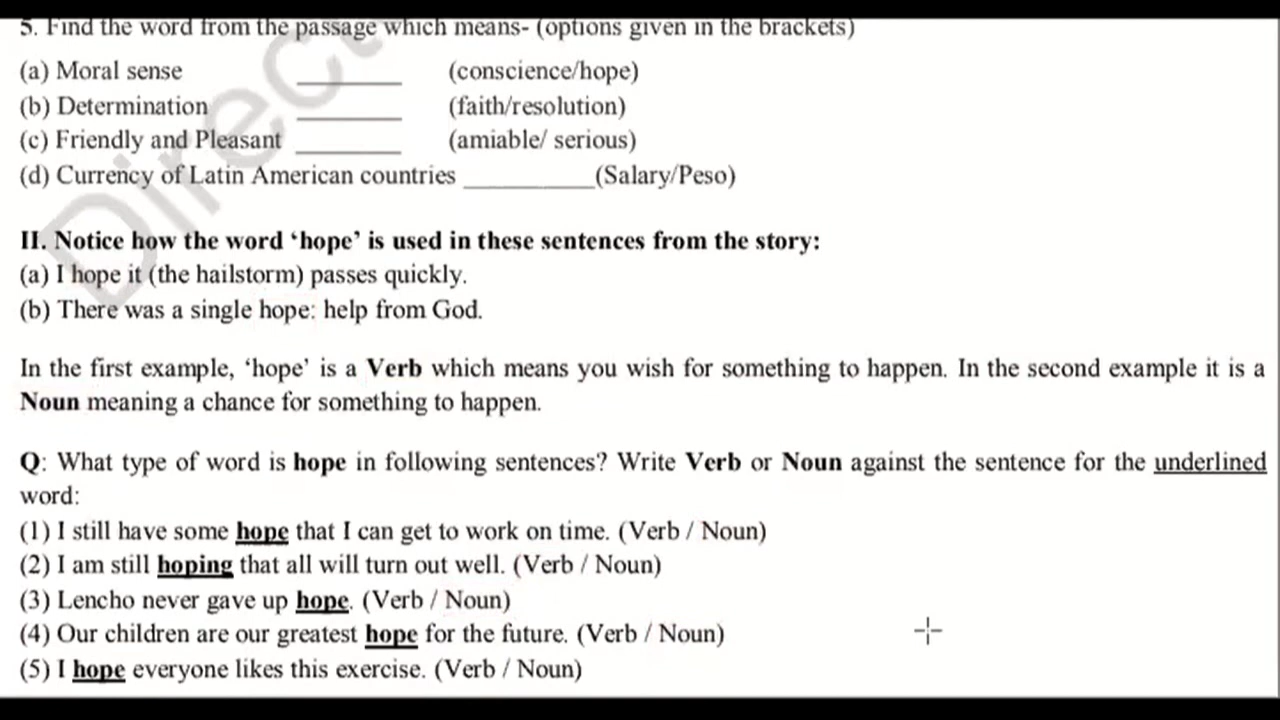 5. Find the word from the passage which means- (options given in the brackets)
(a) Moral sense ________ (conscience/hope)
(b) Determination ________ (faith/resolution)
(c) Friendly and Pleasant ________ (amiable/ serious)
(d) Currency of Latin American countries __________(Salary/Peso)
II. Notice how the word ‘hope’ is used in these sentences from the story:
(a) I hope it (the hailstorm) passes quickly.
(b) There was a single hope: help from God.
In the first example, ‘hope’ is a Verb which means you wish for something to happen. In the second example it is a
Noun meaning a chance for something to happen.
Q: What type of word is hope in following sentences? Write Verb or Noun against the sentence for the underlined
word:
(1) I still have some hope that I can get to work on time. (Verb / Noun)
(2) I am still hoping that all will turn out well. (Verb / Noun)
(3) Lencho never gave up hope. (Verb / Noun)
(4) Our children are our greatest hope for the future. (Verb / Noun)
(5) I hope everyone likes this exercise. (Verb / Noun)
Direct